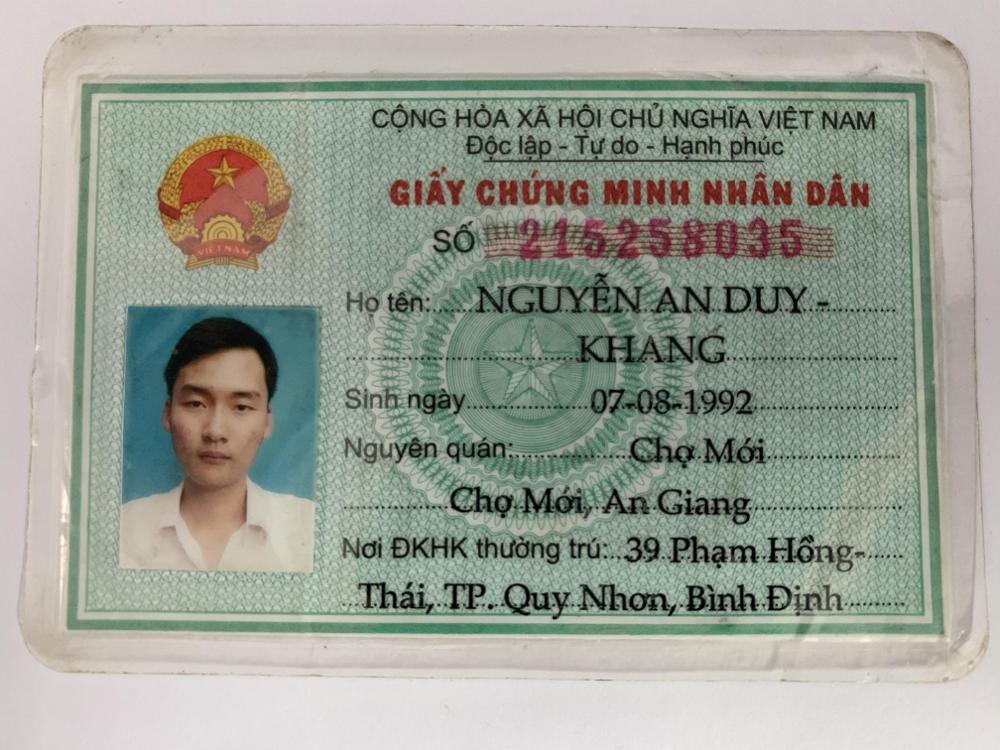 CỘNG HÒA XÃ HỘI CHỦ NGHĨA VIỆT NAM
Độc lập - Tự do - Hạnh phúc
GIẤY CHỨNG MINH NHÂN DÂN
SỐ 215258035
VIỆT NAM
Họ tên: NGUYỄN AN DUY -
KHANG
Sinh ngày 07-08-1992
Nguyên quán: Chợ Mới
Chợ Mới, An Giang
Nơi ĐKHK thường trú: 39 Phạm Hồng-
Thái, TP. Quy Nhơn, Bình Định